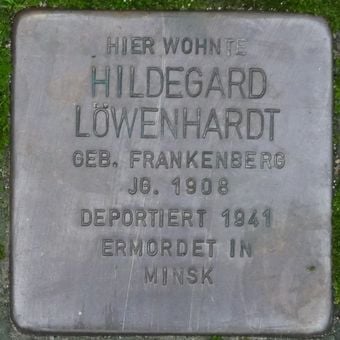 HIER WOHNTE
HILDEGARD
LÖWENHARDT
GEB. FRANKENBERG
JG. 1908
DEPORTIERT 1941
ERMORDET IN
MINSK